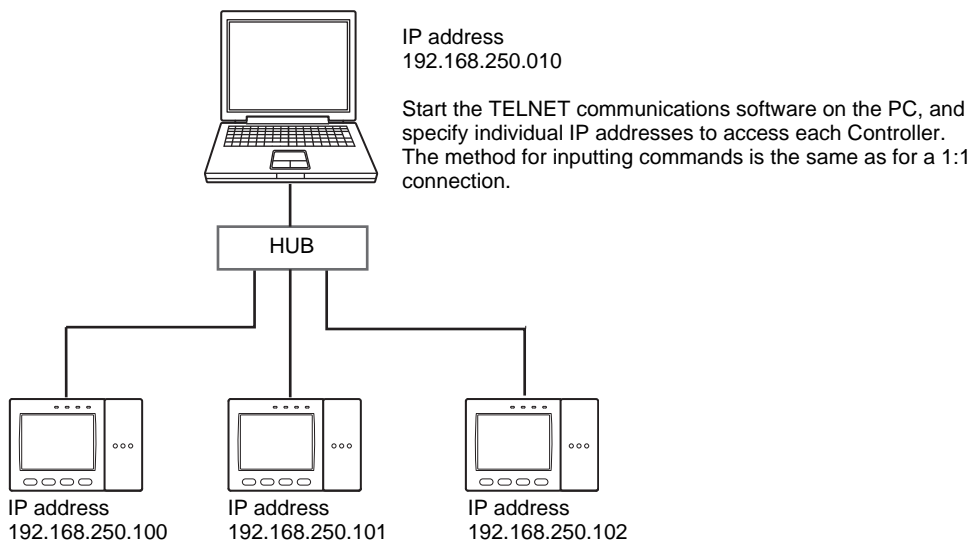 IP address
192.168.250.010
Start the TELNET communications software on the PC, and
specify individual IP addresses to access each Controller.
The method for inputting commands is the same as for a 1:1
connection.
HUB
IP address
192.168.250.100
IP address
192.168.250.101
IP address
192.168.250.102